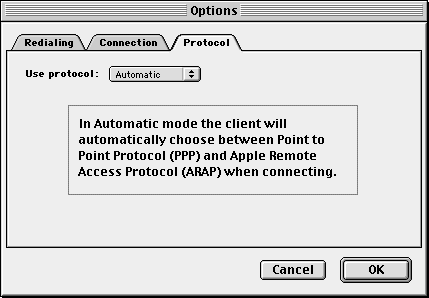 Options
Redialing Connection Protocol
Use protocol: Automatic
In Automatic mode the client will
automatically choose between Point to
Point Protocol (PPP) and Apple Remote
Access Protocol (ARAP) when connecting.
Cancel OK